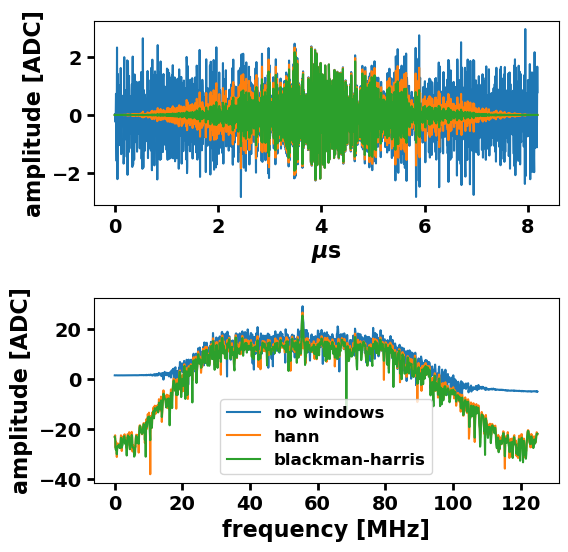 amplitude [ADC]
2
0
−2
0 2 4 6 8
μs
amplitude [ADC]
20
0
−20
−40
no windows
hann
blackman-harris
0 20 40 60 80 100 120
frequency [MHz]